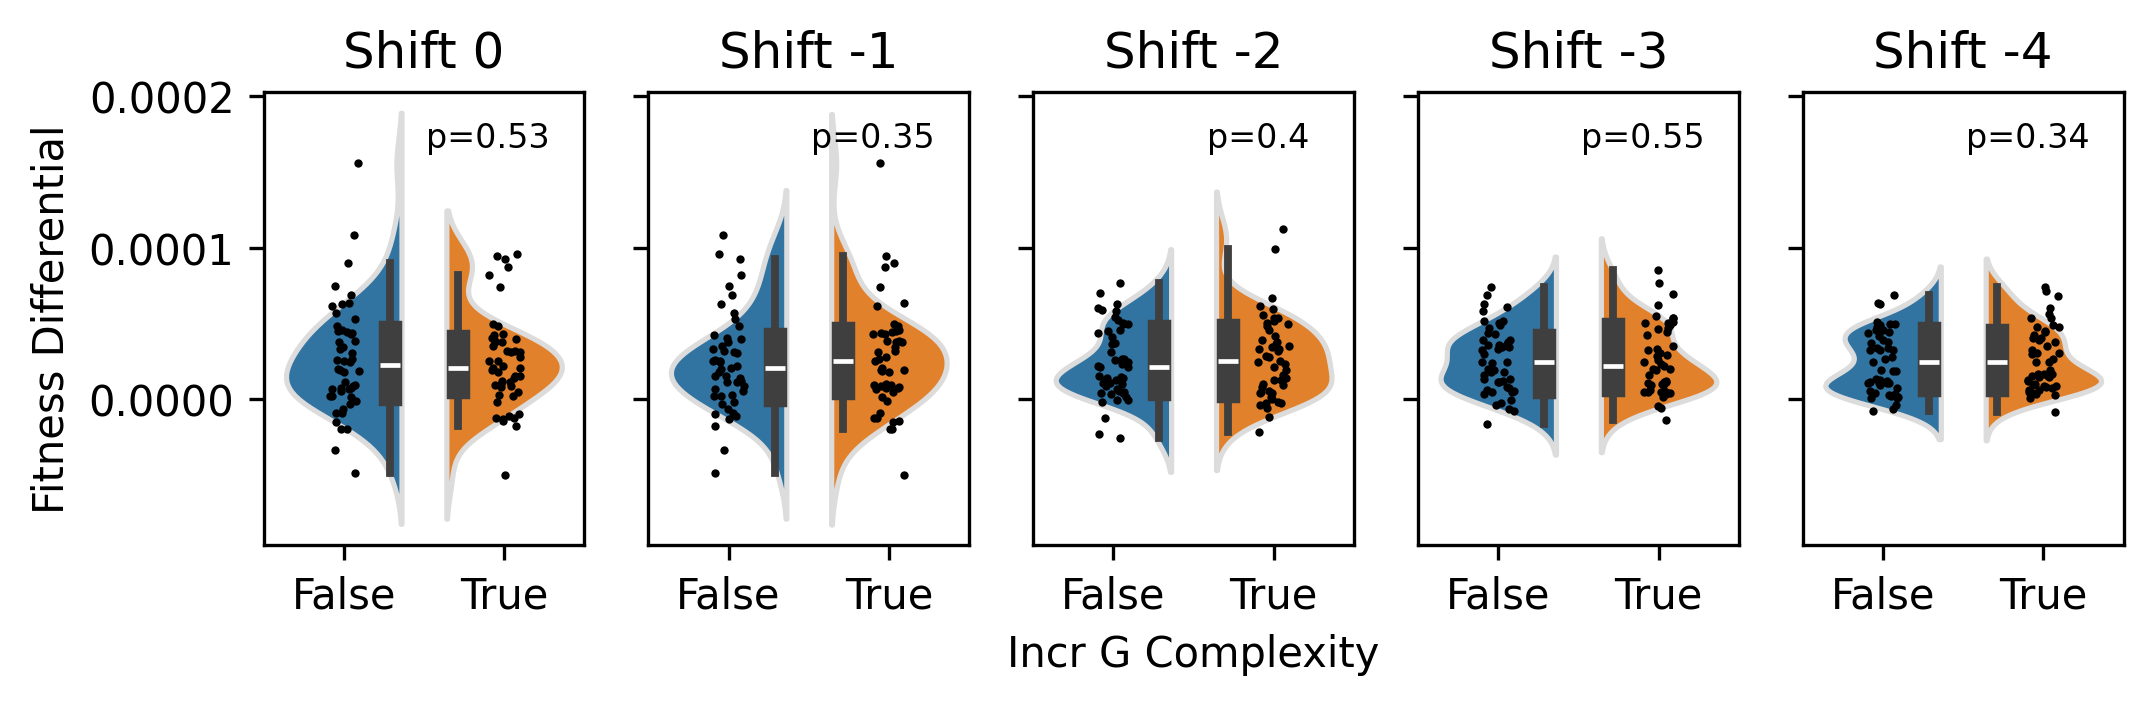 Shift 0
Shift -1
Shift -2
Shift -3
Shift -4
Fitness Differential
0.0002
0.0001
0.0000
p=0.53
p=0.35
p=0.4
p=0.55
p=0.34
False True
False True
False True
False True
False True
Incr G Complexity